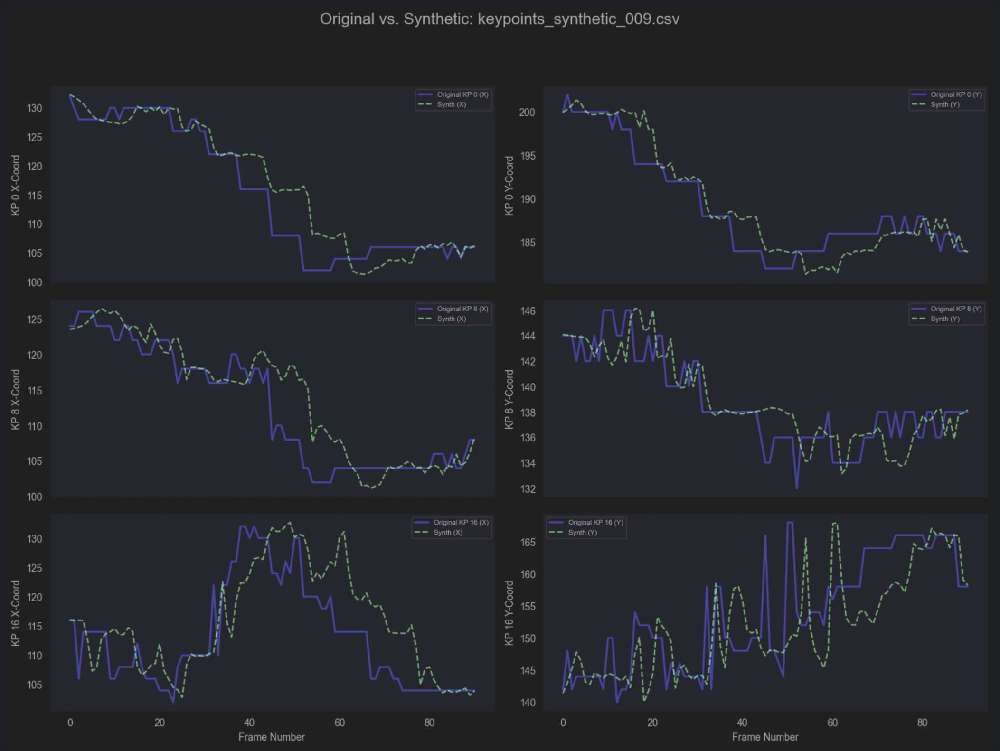 Original vs. Synthetic: keypoints_synthetic_009.csv
KP 0 X-Coord
130
125
120
115
110
105
100
Original KP 0 (X)
Synth (X)
KP 0 Y-Coord
200
195
190
185
Original KP 0 (Y)
Synth (Y)
KP 8 X-Coord
125
120
115
110
105
100
Original KP 8 (X)
Synth (X)
KP 8 Y-Coord
146
144
142
140
138
136
134
132
Original KP 8 (Y)
Synth (Y)
KP 16 X-Coord
130
125
120
115
110
105
Original KP 16 (X)
Synth (X)
0 20 40 60 80
Frame Number
KP 16 Y-Coord
165
160
155
150
145
140
Original KP 16 (Y)
Synth (Y)
0 20 40 60 80
Frame Number